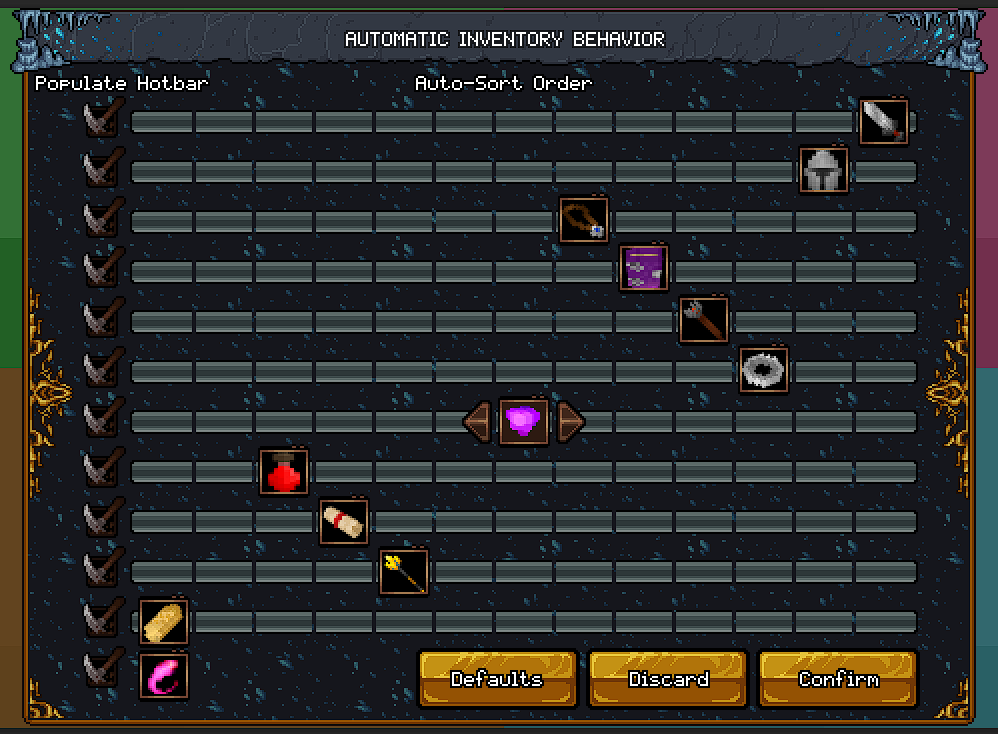 AUTOMATIC INVENTORY BEHAVIOR
Populate Hotbar Auto-Sort Order
Defaults Discard Confirm